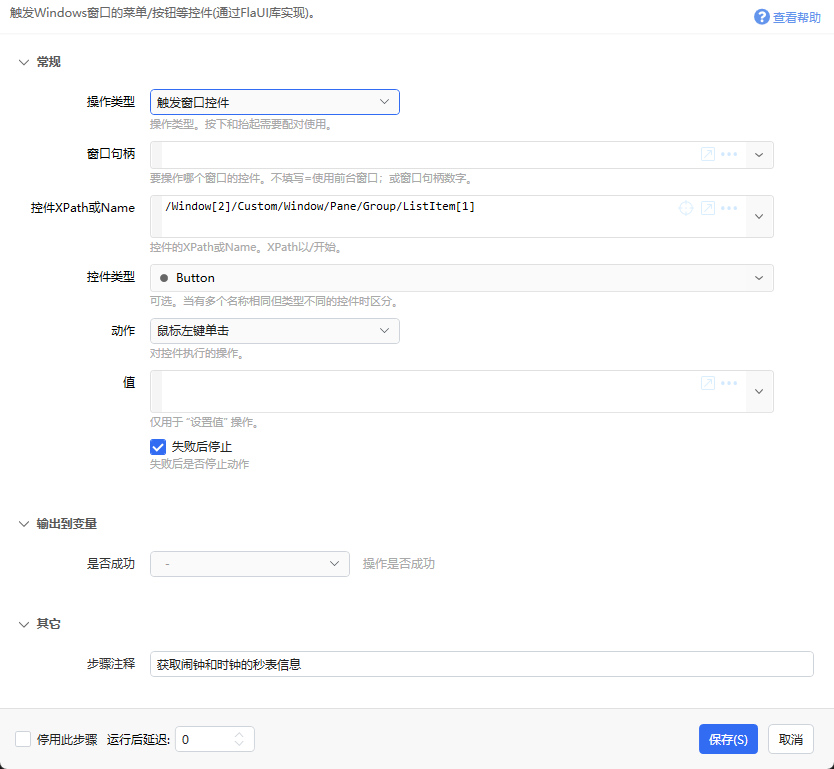 触发Windows窗口的菜单/按钮等控件(通过FlaUI库实现)。
查看帮助
常规
操作类型
触发窗口控件
操作类型。按下和抬起需要配对使用。
窗口句柄
要操作哪个窗口的控件。不填写=使用前台窗口；或窗口句柄数字。
控件XPath或Name
/Window[2]/Custom/Window/Pane/Group/ListItem[1]
控件的XPath或Name。XPath以/开始。
控件类型
Button
可选。当有多个名称相同但类型不同的控件时区分。
动作
鼠标左键单击
对控件执行的操作。
值
仅用于 “设置值” 操作。
失败后停止
失败后是否停止动作
输出到变量
是否成功
-
操作是否成功
其它
步骤注释
获取闹钟和时钟的秒表信息
停用此步骤
运行后延迟:
0
保存(S)
取消